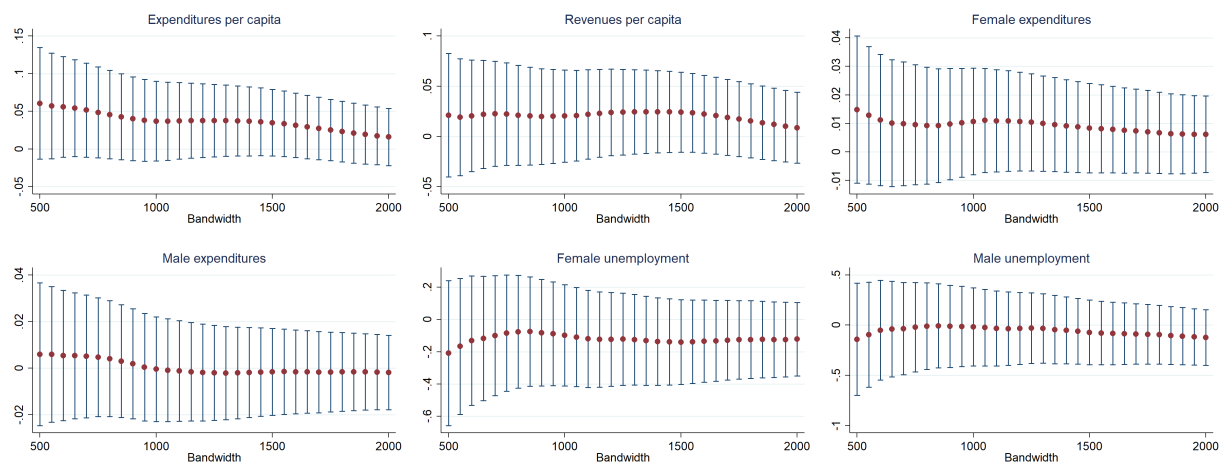 Expenditures per capita
.15
.1
.05
0
-.05
500 1000 1500 2000
Bandwidth
Revenues per capita
.1
.05
0
-.05
500 1000 1500 2000
Bandwidth
Female expenditures
.04
.03
.02
.01
0
-.01
500 1000 1500 2000
Bandwidth
Male expenditures
.04
.02
0
-.02
500 1000 1500 2000
Bandwidth
Female unemployment
.2
0
-.2
-.4
-.6
500 1000 1500 2000
Bandwidth
Male unemployment
.5
0
-.5
-1
500 1000 1500 2000
Bandwidth